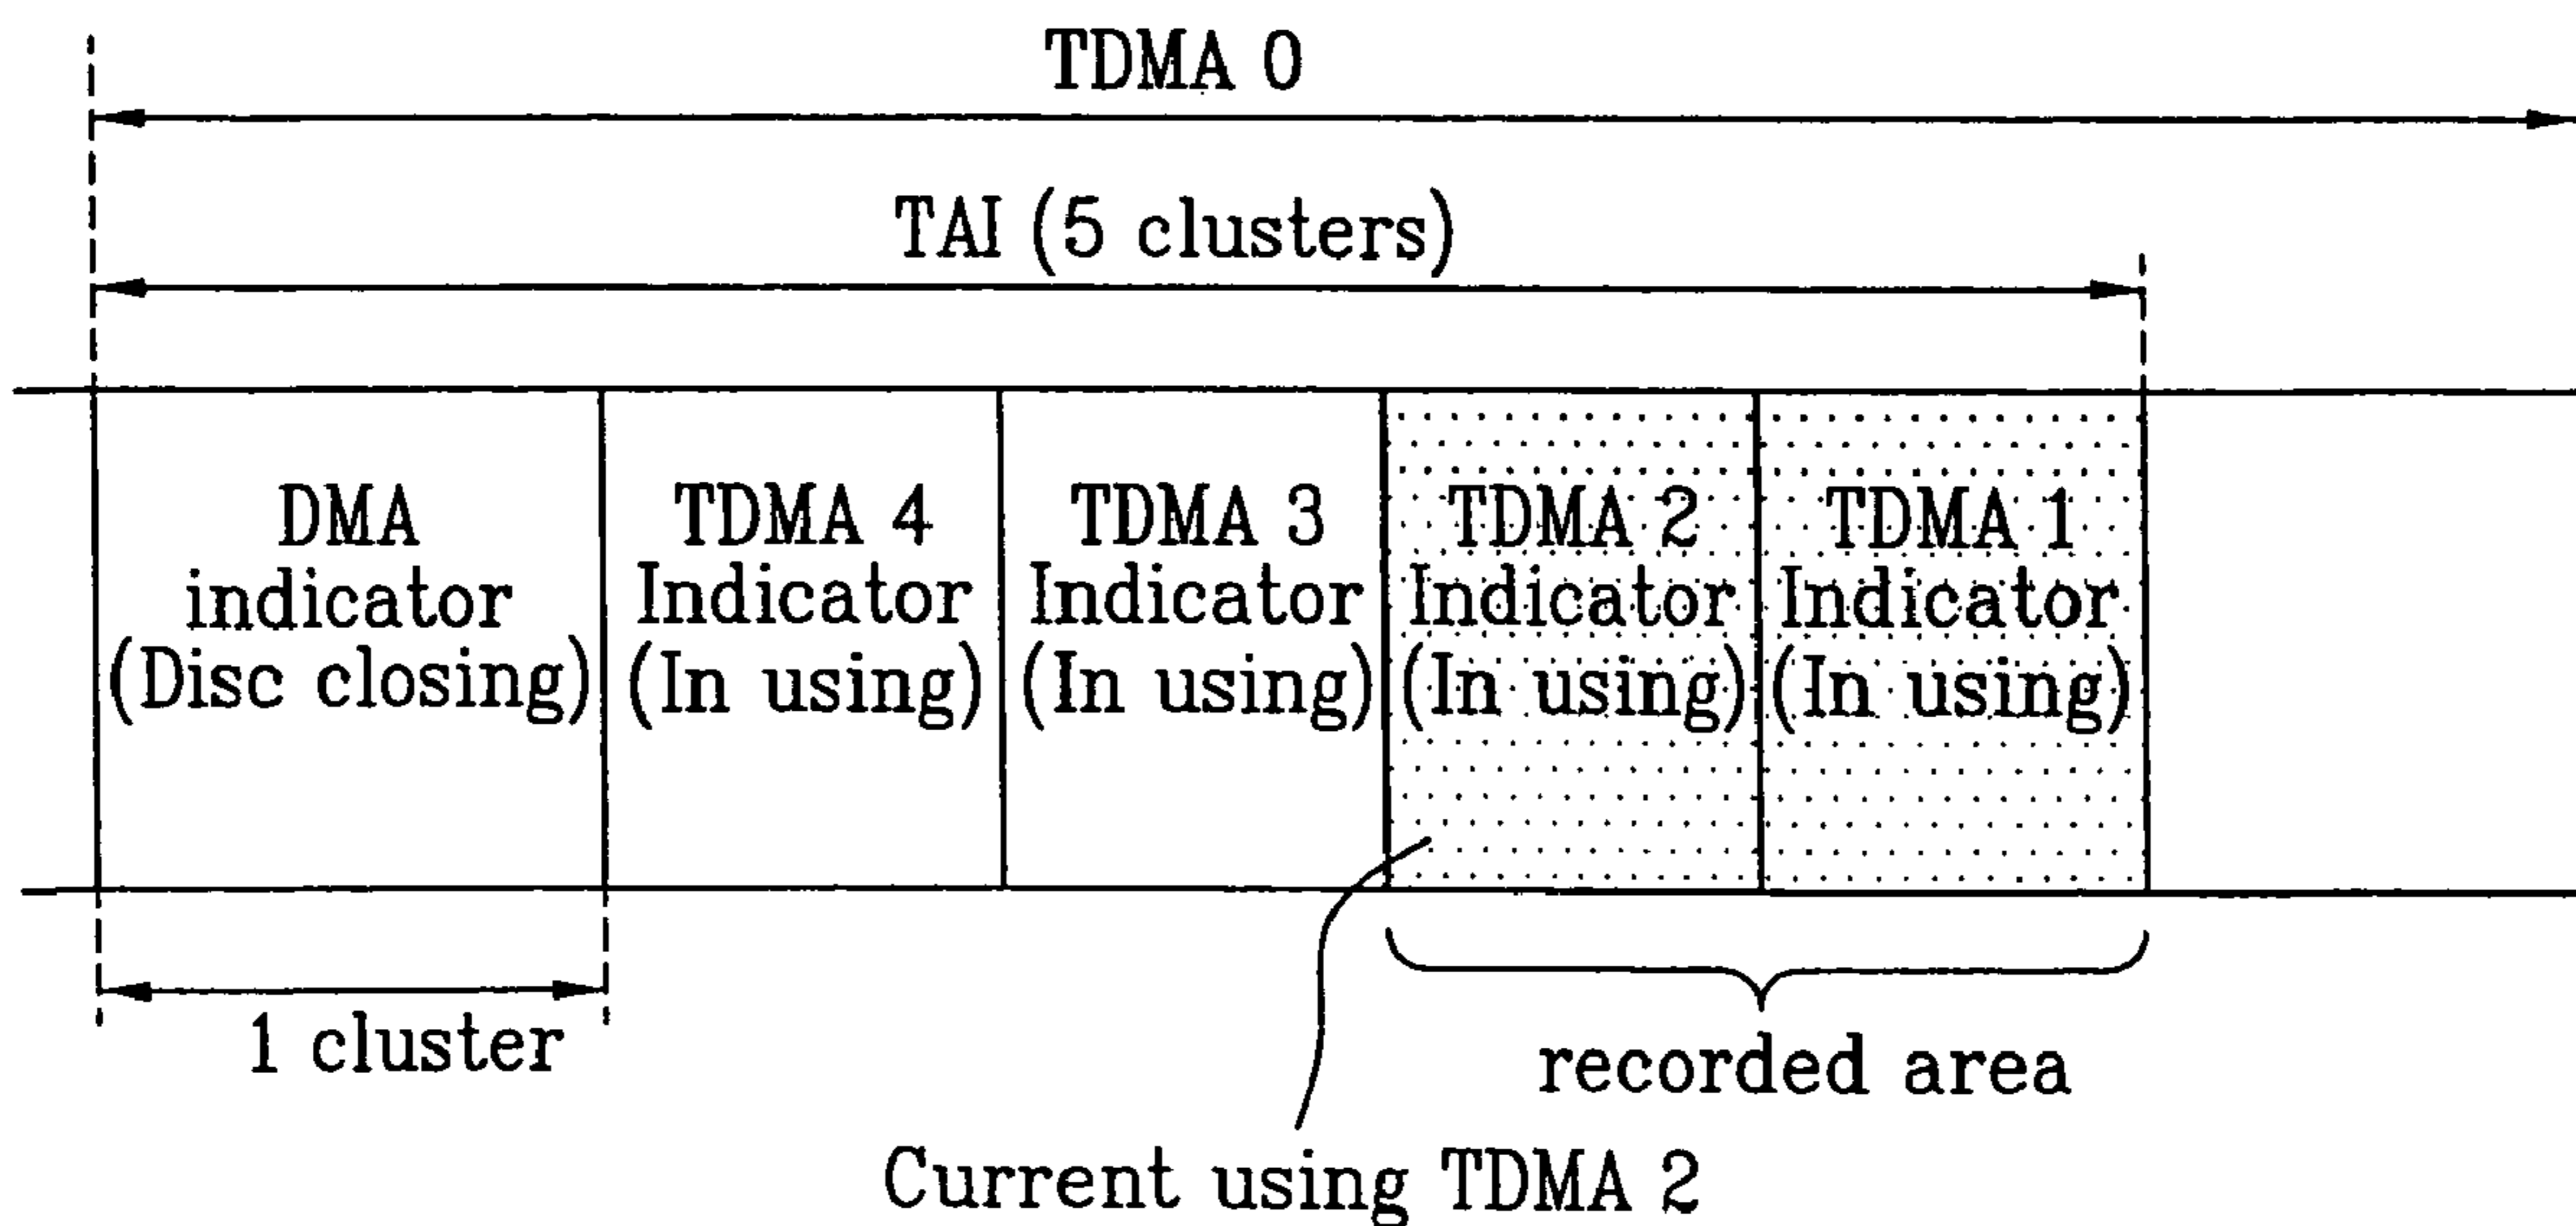 TDMA 0
TAI (5 clusters)
DMA
indicator
(Disc closing)
TDMA 4
Indicator
(In using)
TDMA 3
Indicator
(In using)
TDMA 2
Indicator
(In using)
TDMA 1
Indicator
(In using)
1 cluster
recorded area
Current using TDMA 2